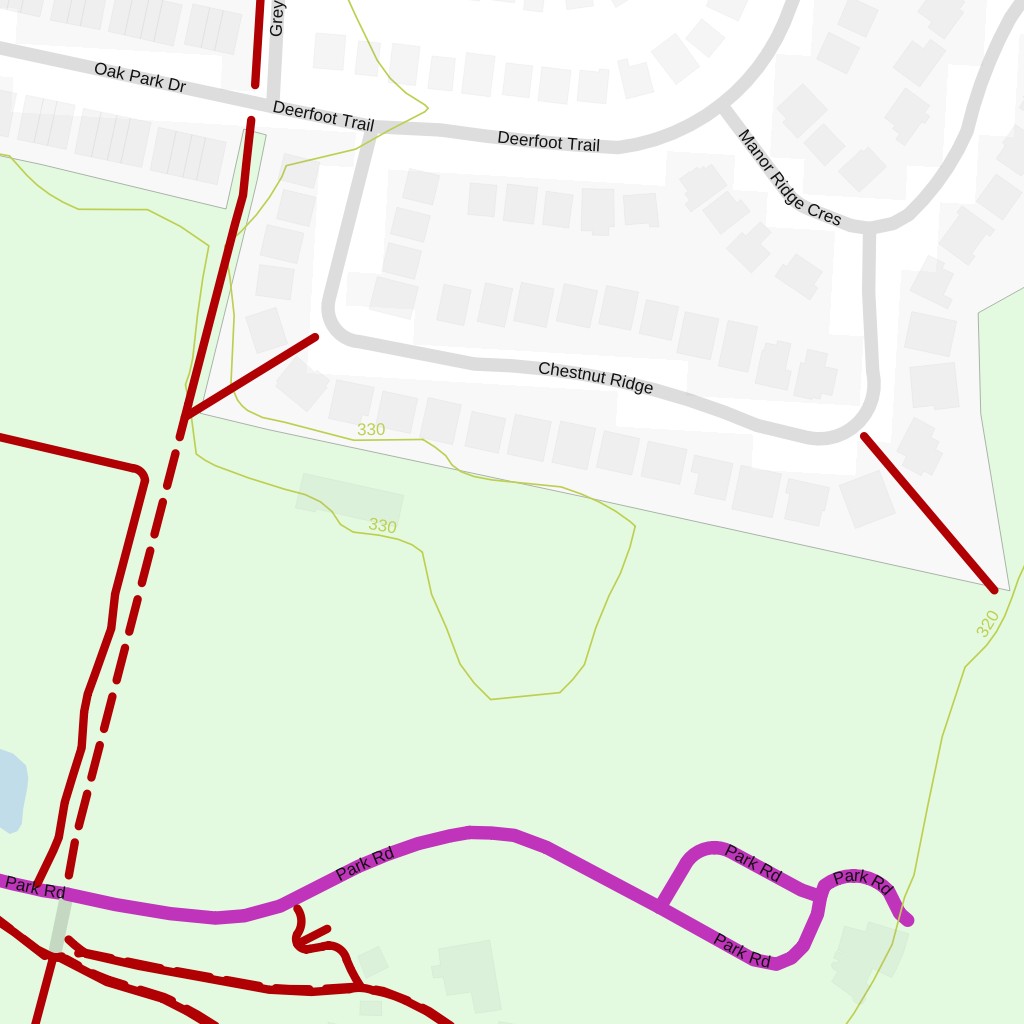 Grey
Oak Park Dr
Deerfoot Trail
Deerfoot Trail
Manor Ridge Cres
Chestnut Ridge
330
330
320
Park Rd
Park Rd
Park Rd
Park Rd
Park Rd